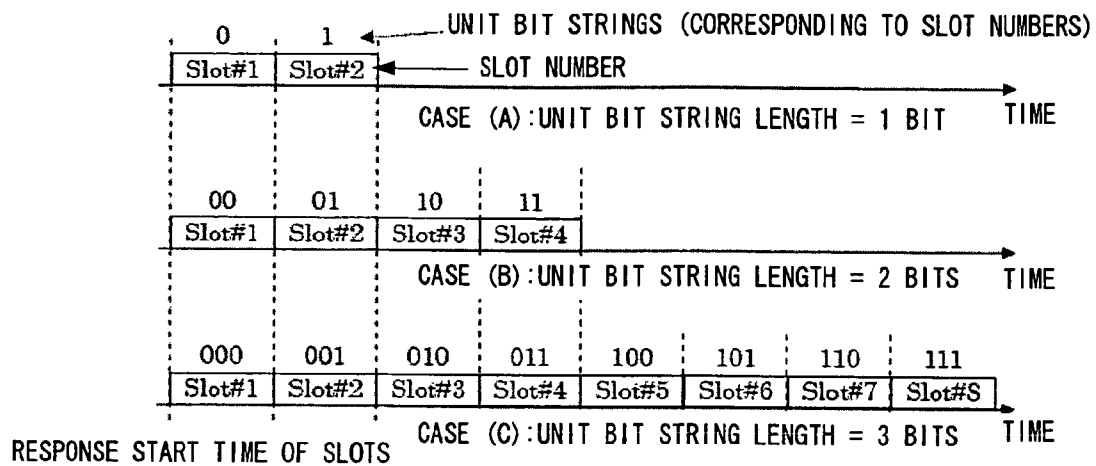 0 1 UNIT BIT STRINGS (CORRESPONDING TO SLOT NUMBERS)
Slot#1 Slot#2 SLOT NUMBER
CASE (A):UNIT BIT STRING LENGTH = 1 BIT TIME
00 01 10 11
Slot#1 Slot#2 Slot#3 Slot#4
CASE (B):UNIT BIT STRING LENGTH = 2 BITS TIME
000 001 010 011 100 101 110 111
Slot#1 Slot#2 Slot#3 Slot#4 Slot#5 Slot#6 Slot#7 Slot#S
CASE (C):UNIT BIT STRING LENGTH = 3 BITS TIME
RESPONSE START TIME OF SLOTS